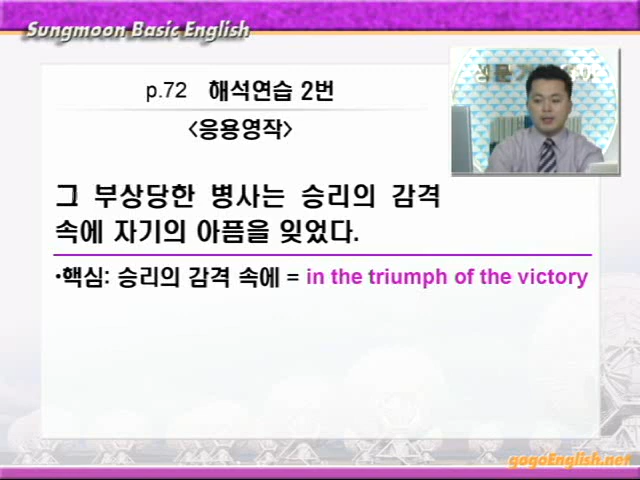 Sungmoon Basic English
p.72 해석연습 2번
<응용영작>
그 부상당한 병사는 승리의 감격
속에 자기의 아픔을 잊었다.
•핵심: 승리의 감격 속에 = in the triumph of the victory
gogoEnglish.net